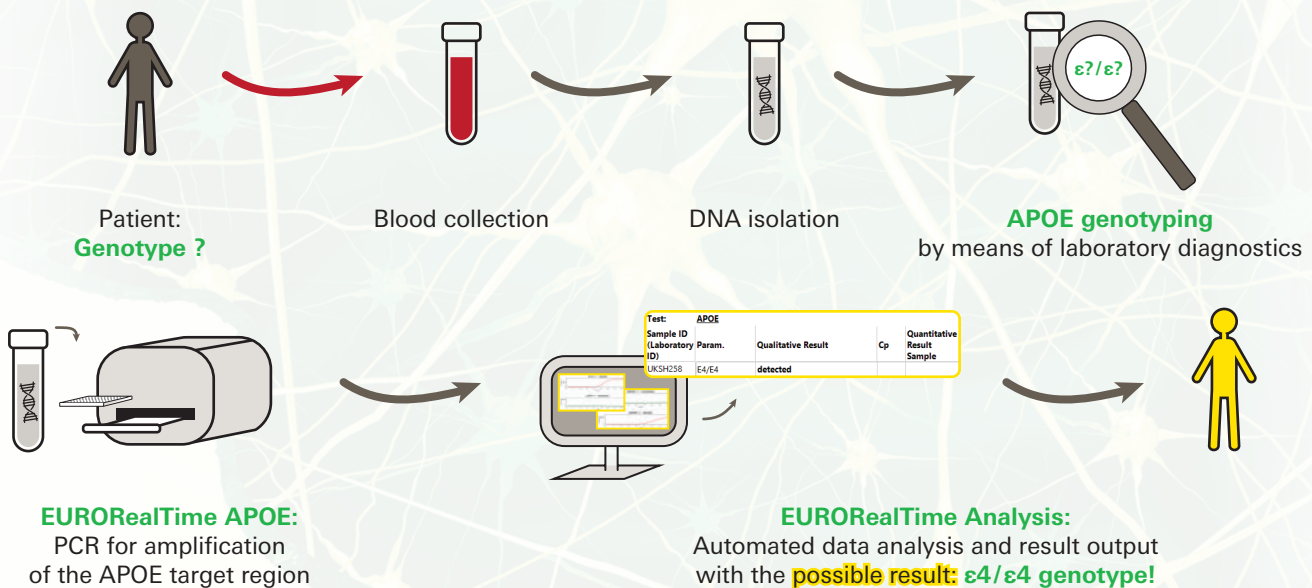 ε?/ε?
Patient:
Genotype ?
Blood collection
DNA isolation
APOE genotyping
by means of laboratory diagnostics
Test: APOE
Sample ID
(Laboratory
ID)
Param.
Qualitative Result
Cp
Quantitative
Result
Sample
UKSH258 E4/E4 detected
EURORealTime APOE:
PCR for amplification
of the APOE target region
EURORealTime Analysis:
Automated data analysis and result output
with the possible result: ε4/ε4 genotype!